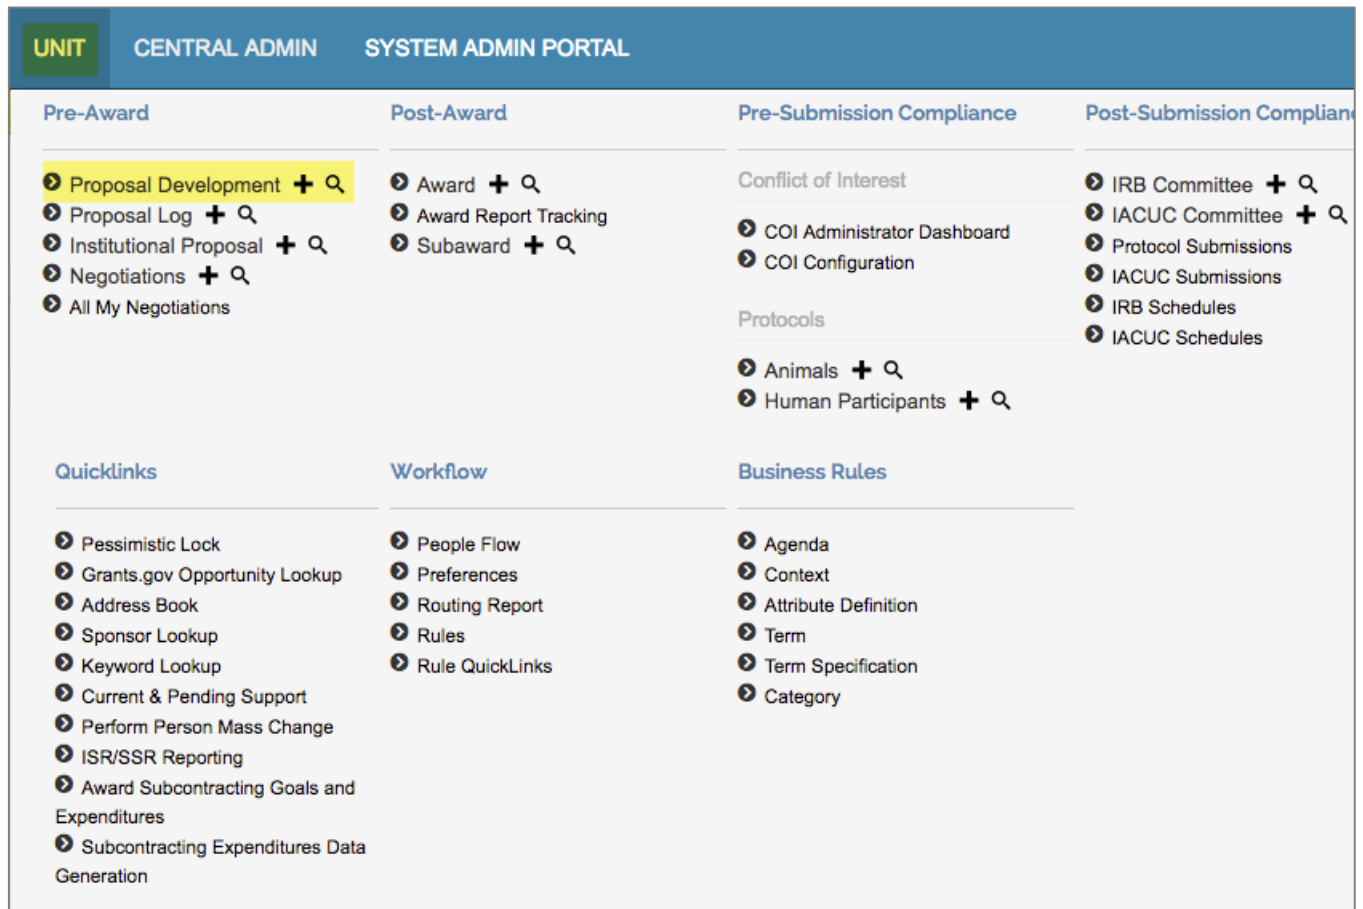 UNIT CENTRAL ADMIN SYSTEM ADMIN PORTAL
Pre-Award
Proposal Development
Proposal Log
Institutional Proposal
Negotiations
All My Negotiations
Post-Award
Award
Award Report Tracking
Subaward
Pre-Submission Compliance
Conflict of Interest
COI Administrator Dashboard
COI Configuration
Protocols
Animals
Human Participants
Post-Submission Complian
IRB Committee
IACUC Committee
Protocol Submissions
IACUC Submissions
IRB Schedules
IACUC Schedules
Quicklinks
Pessimistic Lock
Grants.gov Opportunity Lookup
Address Book
Sponsor Lookup
Keyword Lookup
Current & Pending Support
Perform Person Mass Change
ISR/SSR Reporting
Award Subcontracting Goals and
Expenditures
Subcontracting Expenditures Data
Generation
Workflow
People Flow
Preferences
Routing Report
Rules
Rule QuickLinks
Business Rules
Agenda
Context
Attribute Definition
Term
Term Specification
Category